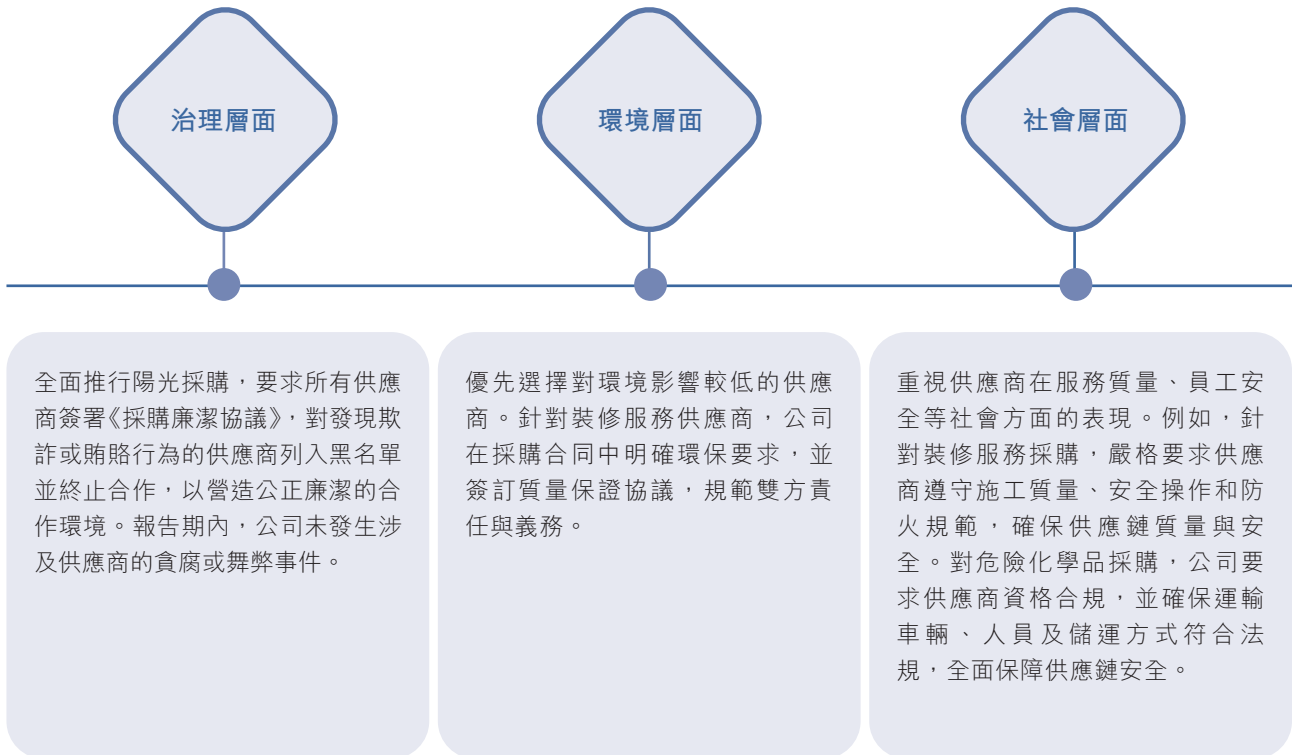 治理層面
環境層面
社會層面
全面推行陽光採購，要求所有供應
商簽署《採購廉潔協議》，對發現欺
詐或賄賂行為的供應商列入黑名單
並終止合作，以營造公正廉潔的合
作環境。報告期內，公司未發生涉
及供應商的貪腐或舞弊事件。
優先選擇對環境影響較低的供應
商。針對裝修服務供應商，公司
在採購合同中明確環保要求，並
簽訂質量保證協議，規範雙方責
任與義務。
重視供應商在服務質量、員工安
全等社會方面的表現。例如，針
對裝修服務採購，嚴格要求供應
商遵守施工質量、安全操作和防
火規範，確保供應鏈質量與安
全。對危險化學品採購，公司要
求供應商資格合規，並確保運輸
車輛、人員及儲運方式符合法
規，全面保障供應鏈安全。